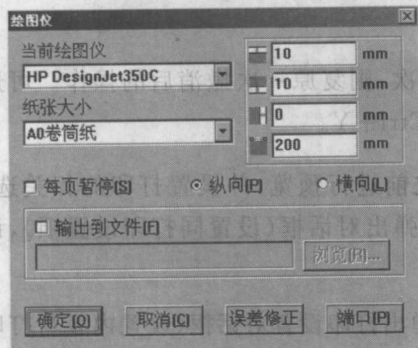 绘图仪
当前绘图仪
HP DesignJet350C
纸张大小
A0卷筒纸
10 mm
10 mm
0 mm
200 mm
每页暂停(S) 纵向(P) 横向(L)
输出到文件(F)
浏览(B)...
确定(O) 取消(C) 误差修正 端口(P)